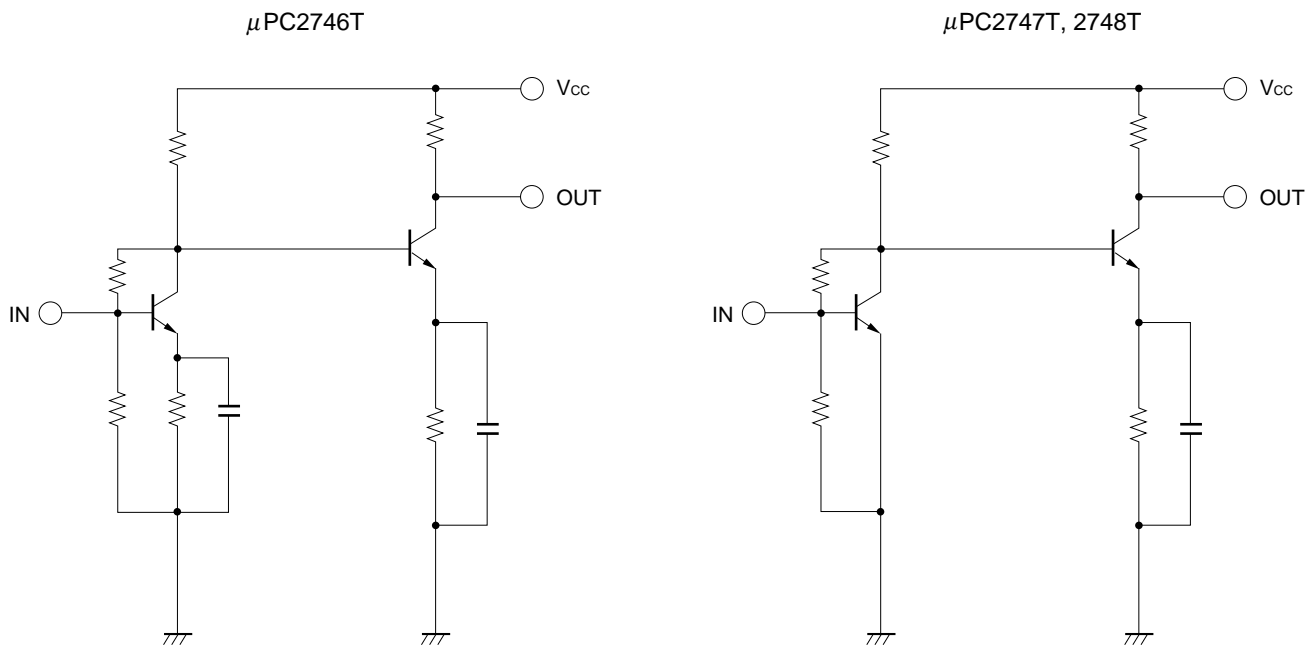 μPC2746T
VCC
OUT
IN
μPC2747T, 2748T
VCC
OUT
IN